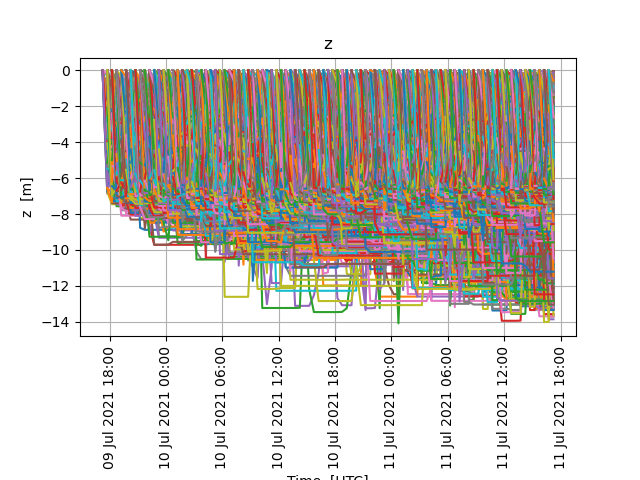 z
0
−2
−4
−6
−8
−10
−12
−14
z [m]
09 Jul 2021 18:00
10 Jul 2021 00:00
10 Jul 2021 06:00
10 Jul 2021 12:00
10 Jul 2021 18:00
11 Jul 2021 00:00
11 Jul 2021 06:00
11 Jul 2021 12:00
11 Jul 2021 18:00
Time [UTC]